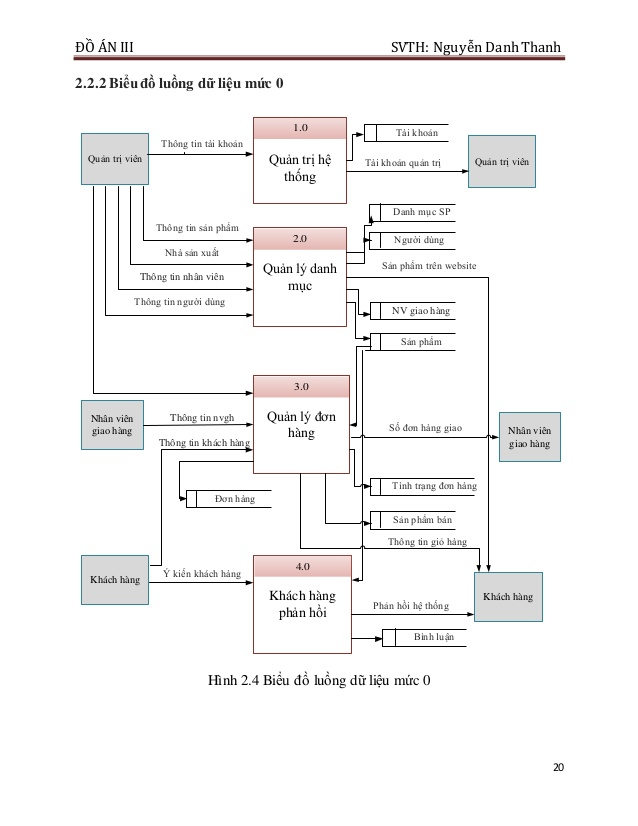 ĐỒ ÁN III SVTH: Nguyễn Danh Thanh
2.2.2 Biểu đồ luồng dữ liệu mức 0
1.0
Quản trị hệ
thống
Quản trị viên
Thông tin tài khoản
Tài khoản
Tài khoản quản trị
Quản trị viên
Thông tin sản phẩm
Nhà sản xuất
Thông tin nhân viên
Thông tin người dùng
2.0
Quản lý danh
mục
Danh mục SP
Người dùng
Sản phẩm trên website
NV giao hàng
Sản phẩm
3.0
Quản lý đơn
hàng
Nhân viên
giao hàng
Thông tin nvgh
Thông tin khách hàng
Số đơn hàng giao
Nhân viên
giao hàng
Đơn hàng
Tình trạng đơn hàng
Sản phẩm bán
Thông tin giỏ hàng
4.0
Khách hàng
phản hồi
Khách hàng
Ý kiến khách hàng
Phản hồi hệ thống
Khách hàng
Bình luận
Hình 2.4 Biểu đồ luồng dữ liệu mức 0
20